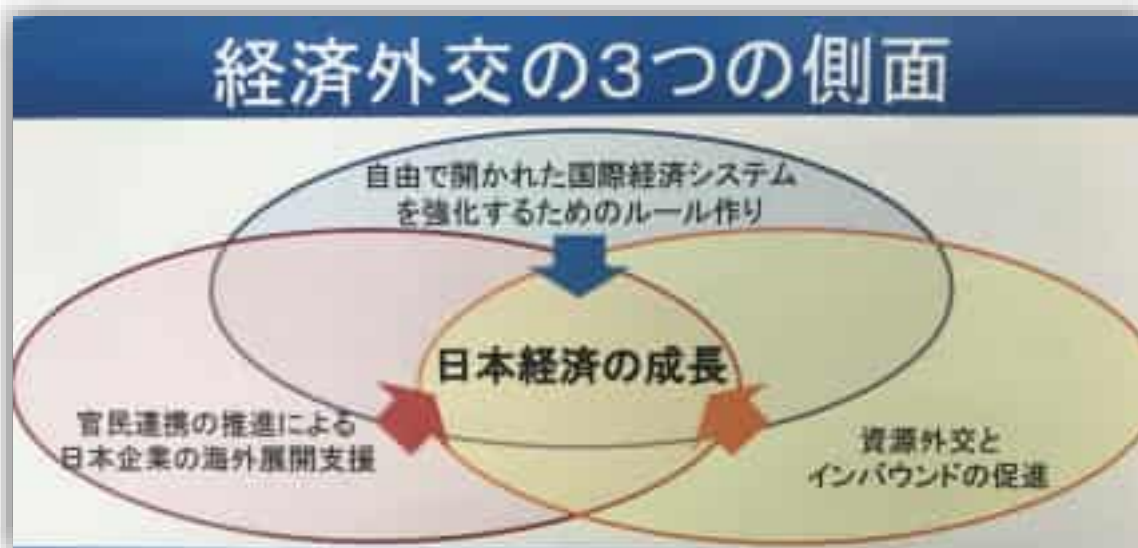 経済外交の3つの側面
自由で開かれた国際経済システム
を強化するためのルール作り
日本経済の成長
官民連携の推進による
日本企業の海外展開支援
資源外交と
インバウンドの促進